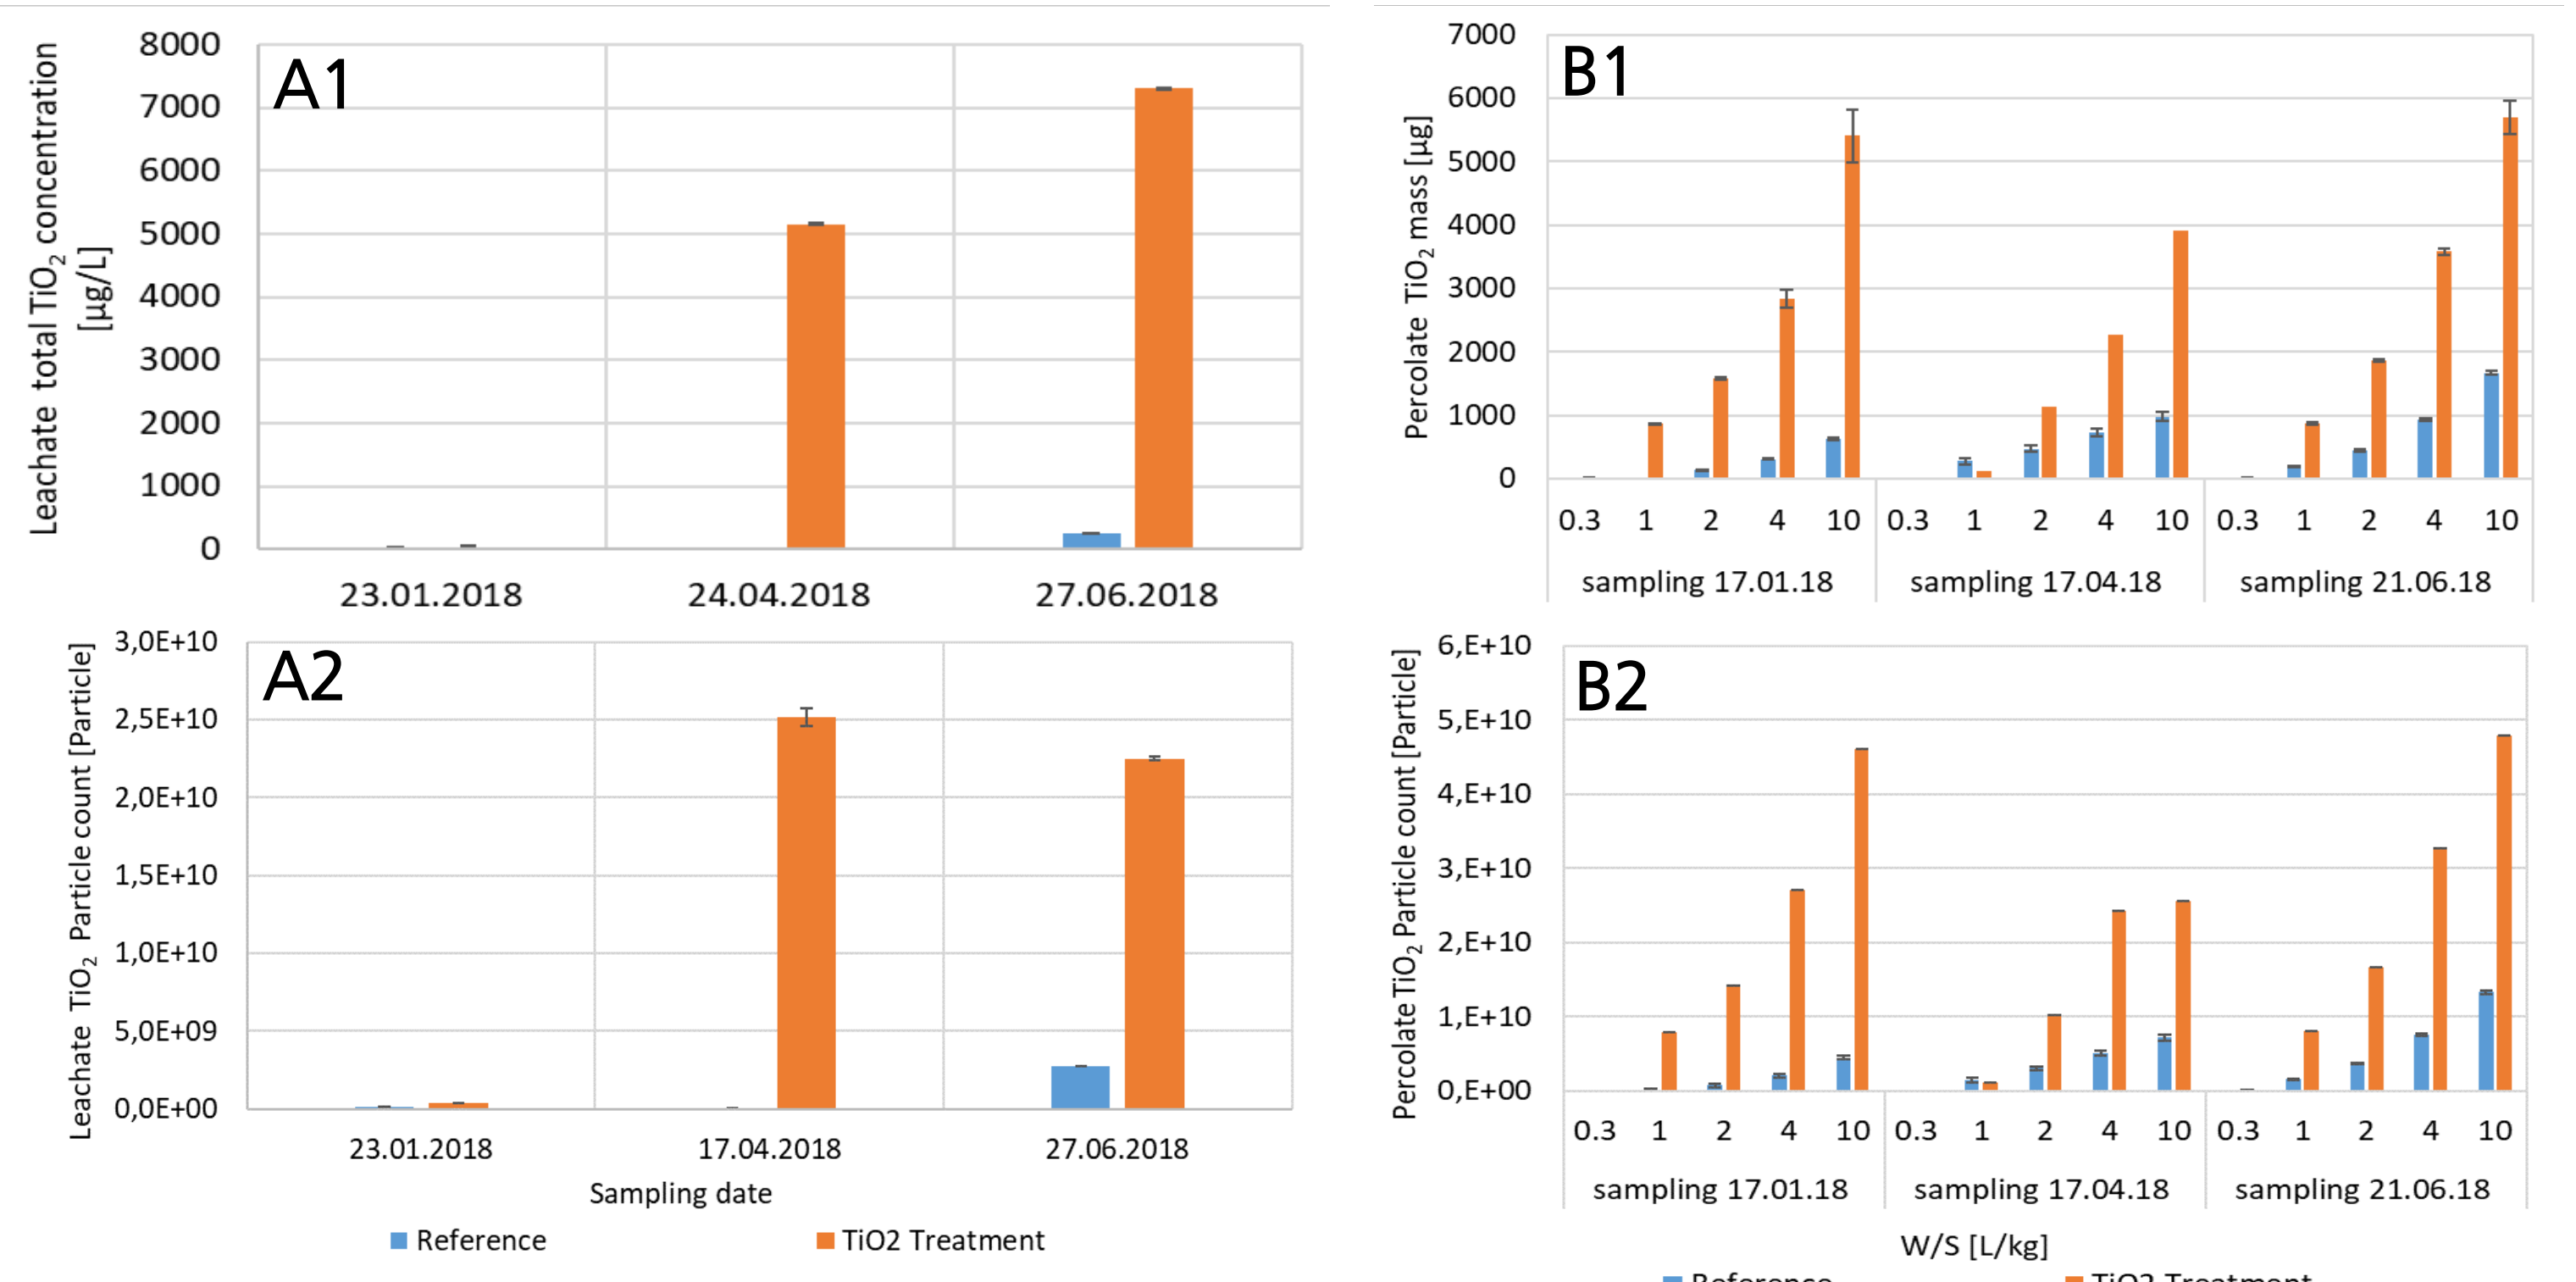 A1
Leachate total TiO2 concentration
[µg/L]
8000
7000
6000
5000
4000
3000
2000
1000
0
23.01.2018 24.04.2018 27.06.2018
B1
Percolate TiO2 mass [µg]
7000
6000
5000
4000
3000
2000
1000
0
0.3 1 2 4 10 0.3 1 2 4 10 0.3 1 2 4 10
sampling 17.01.18 sampling 17.04.18 sampling 21.06.18
A2
Leachate TiO2 Particle count [Particle]
3,0E+10
2,5E+10
2,0E+10
1,5E+10
1,0E+10
5,0E+09
0,0E+00
23.01.2018 17.04.2018 27.06.2018
Sampling date
Reference TiO2 Treatment
B2
Percolate TiO2 Particle count [Particle]
6,E+10
5,E+10
4,E+10
3,E+10
2,E+10
1,E+10
0,E+00
0.3 1 2 4 10 0.3 1 2 4 10 0.3 1 2 4 10
sampling 17.01.18 sampling 17.04.18 sampling 21.06.18
W/S [L/kg]
Reference TiO2 Treatment